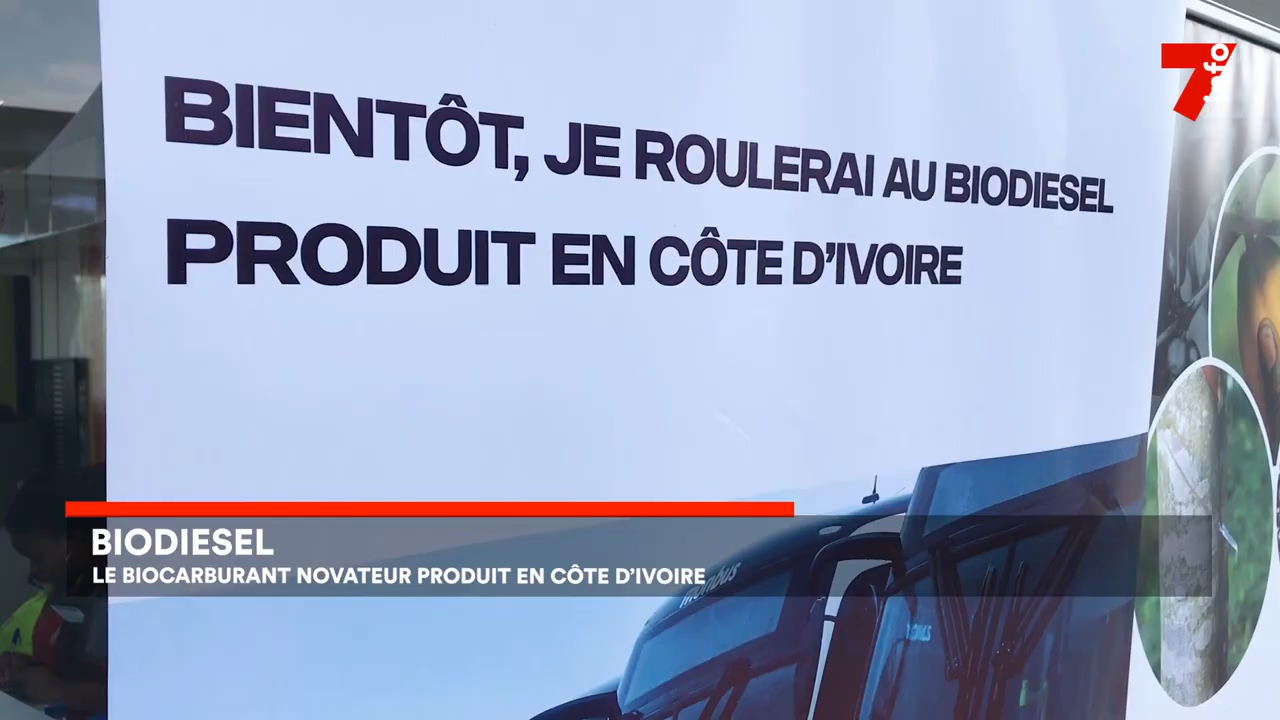 7info
BIENTÔT, JE ROULERAI AU BIODIESEL
PRODUIT EN CÔTE D'IVOIRE
BIODIESEL
LE BIOCARBURANT NOVATEUR PRODUIT EN CÔTE D'IVOIRE